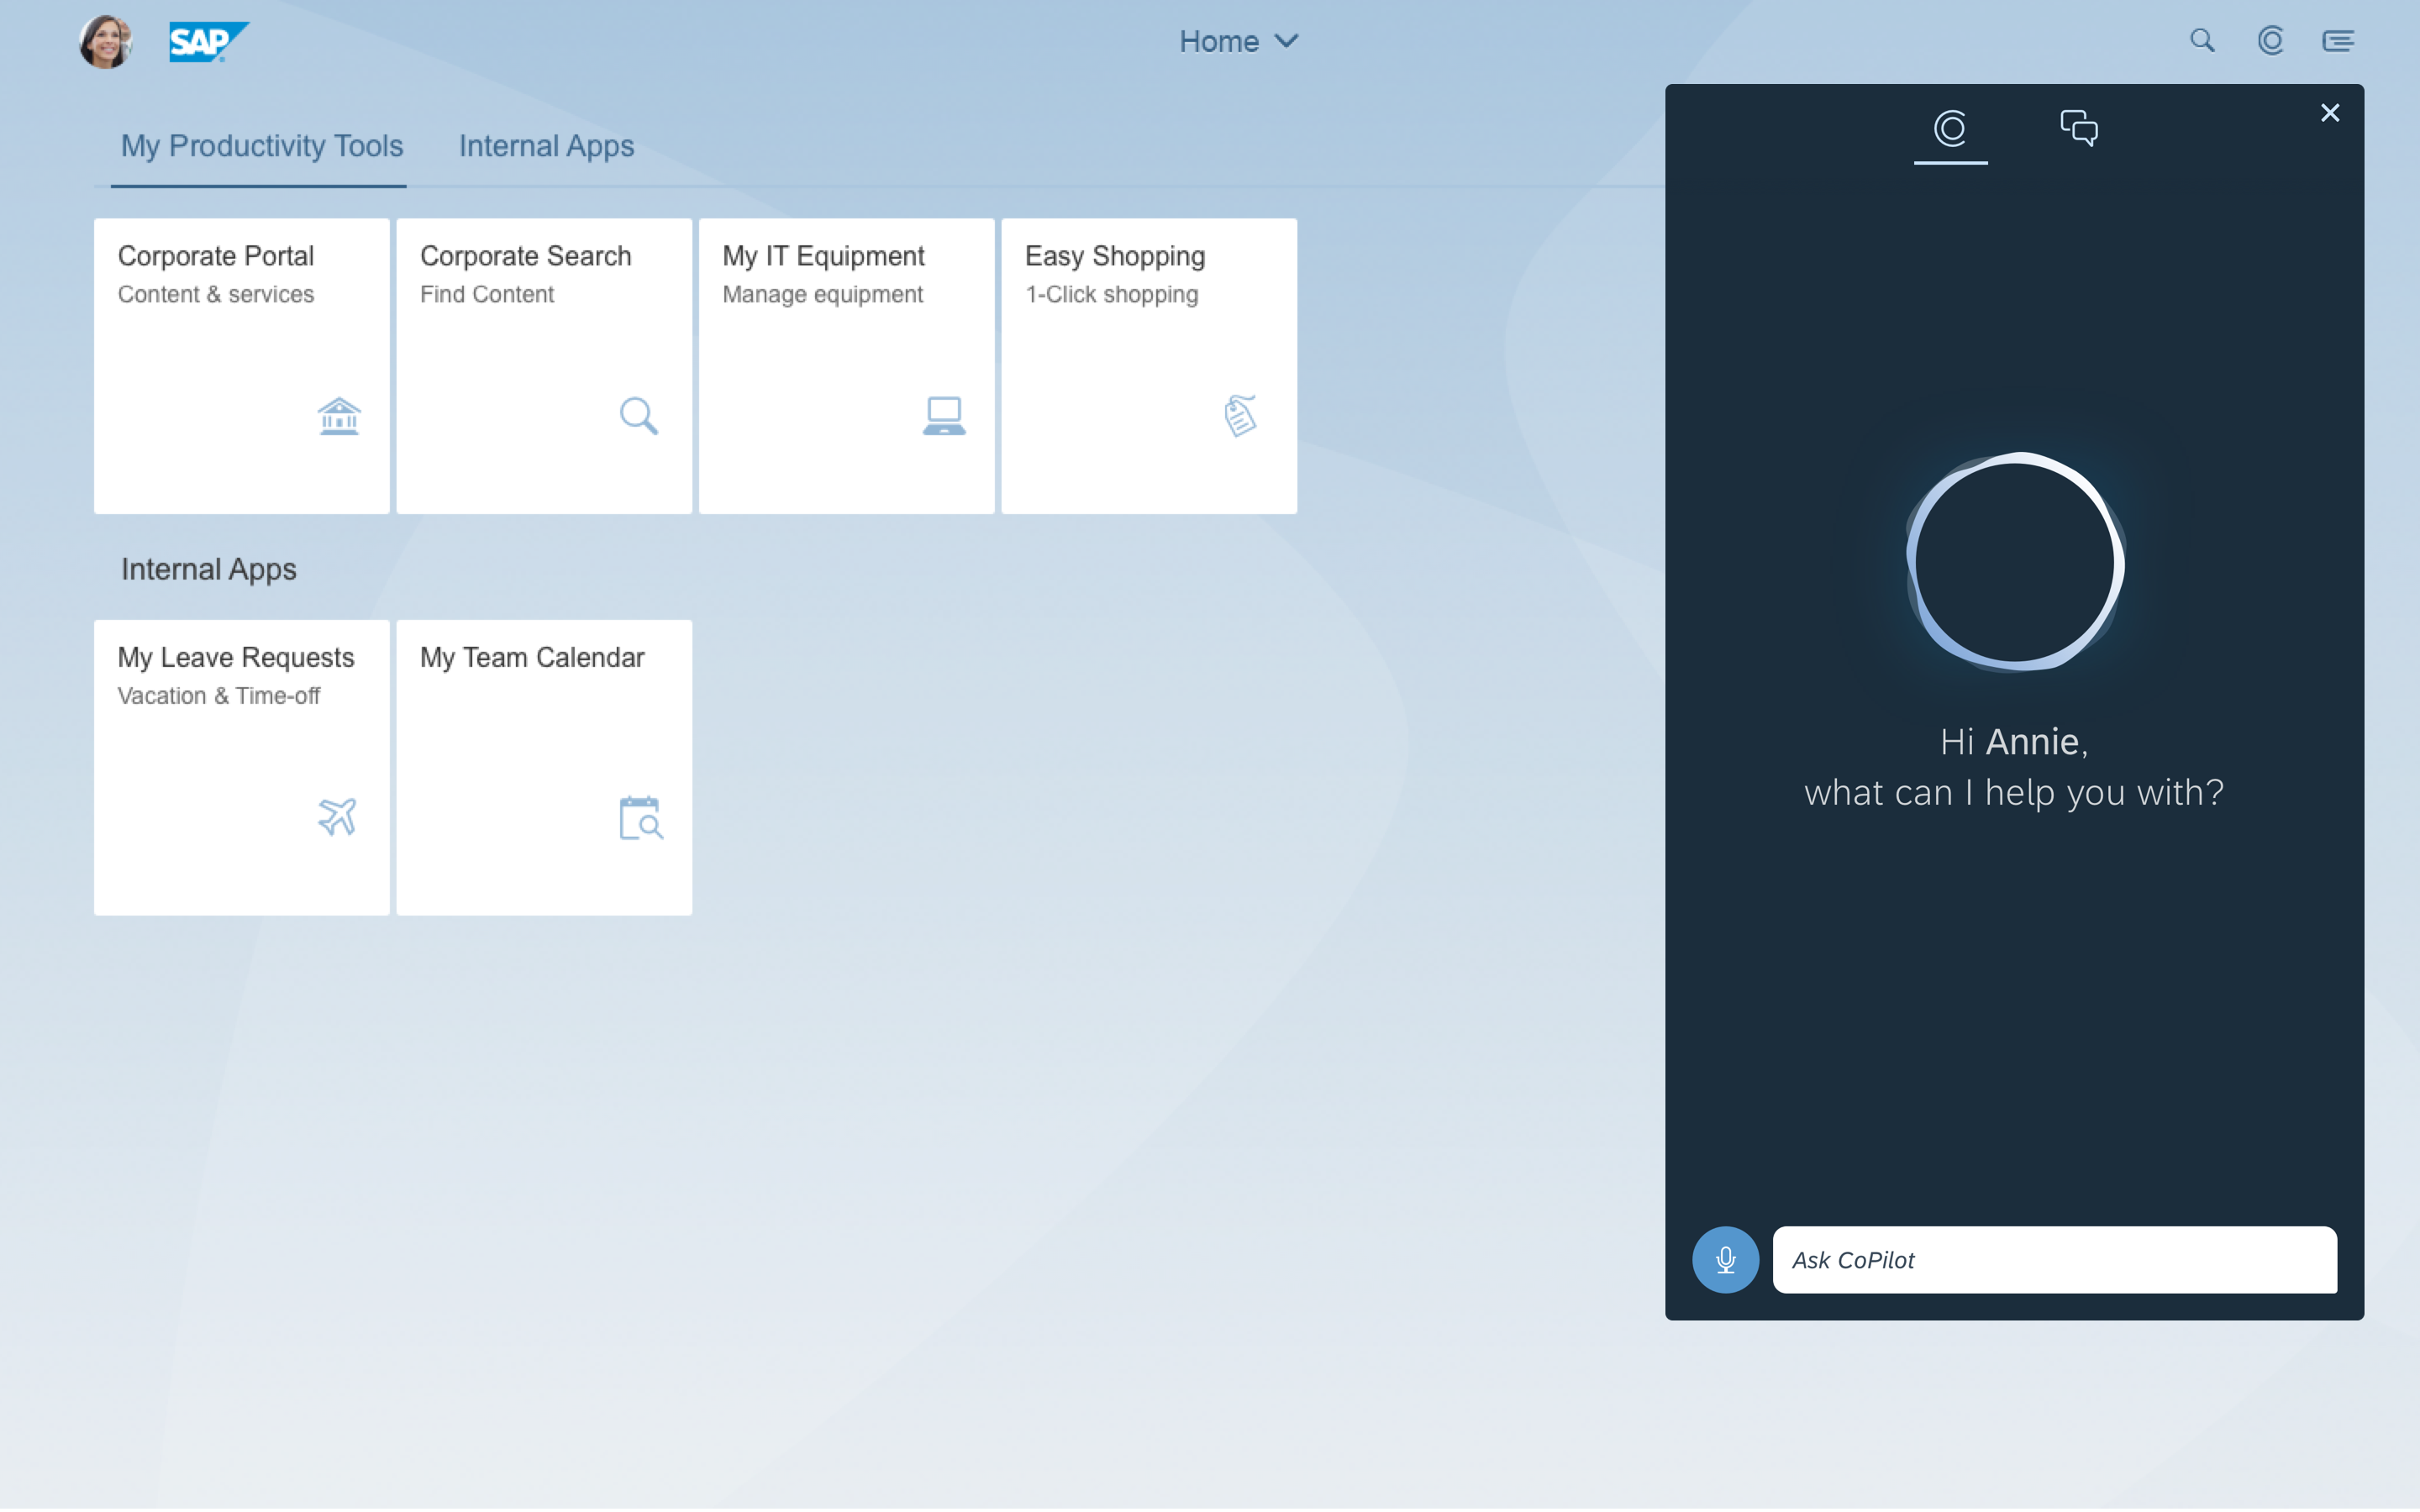 SAP
Home
My Productivity Tools
Internal Apps
Corporate Portal
Content & services
Corporate Search
Find Content
My IT Equipment
Manage equipment
Easy Shopping
1-Click shopping
Internal Apps
My Leave Requests
Vacation & Time-off
My Team Calendar
Hi Annie,
what can I help you with?
Ask CoPilot